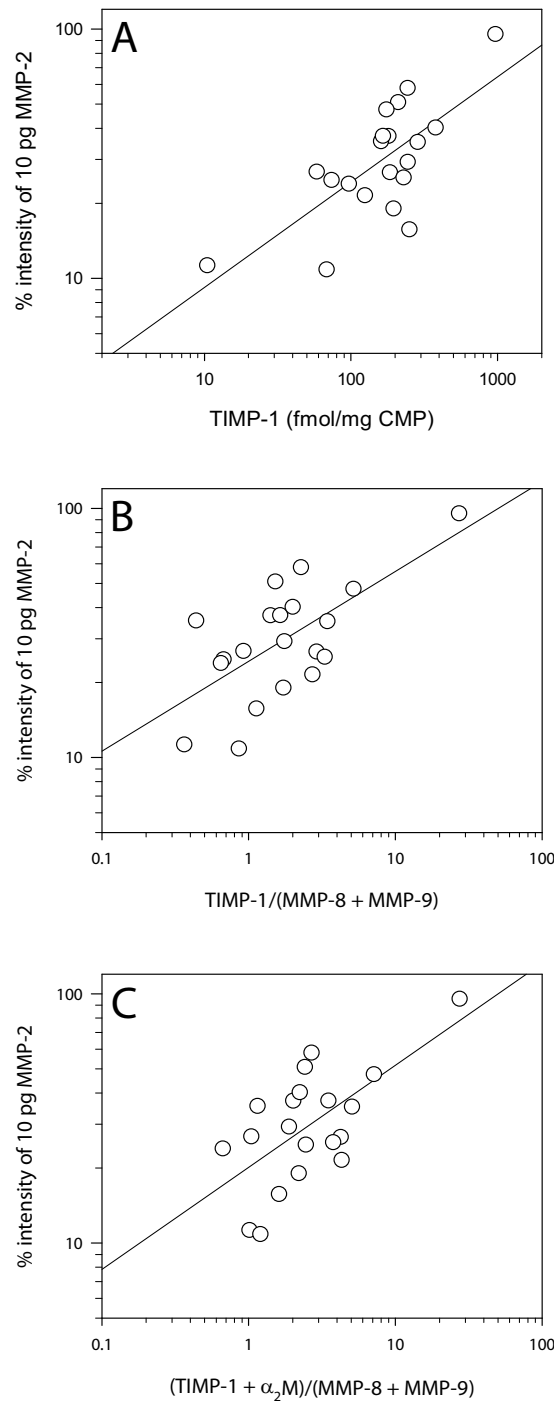 A
100
10
% intensity of 10 pg MMP-2
10
100
1000
TIMP-1 (fmol/mg CMP)
B
100
10
% intensity of 10 pg MMP-2
0.1
1
10
100
TIMP-1/(MMP-8 + MMP-9)
C
100
10
% intensity of 10 pg MMP-2
0.1
1
10
100
(TIMP-1 + α₂M)/(MMP-8 + MMP-9)